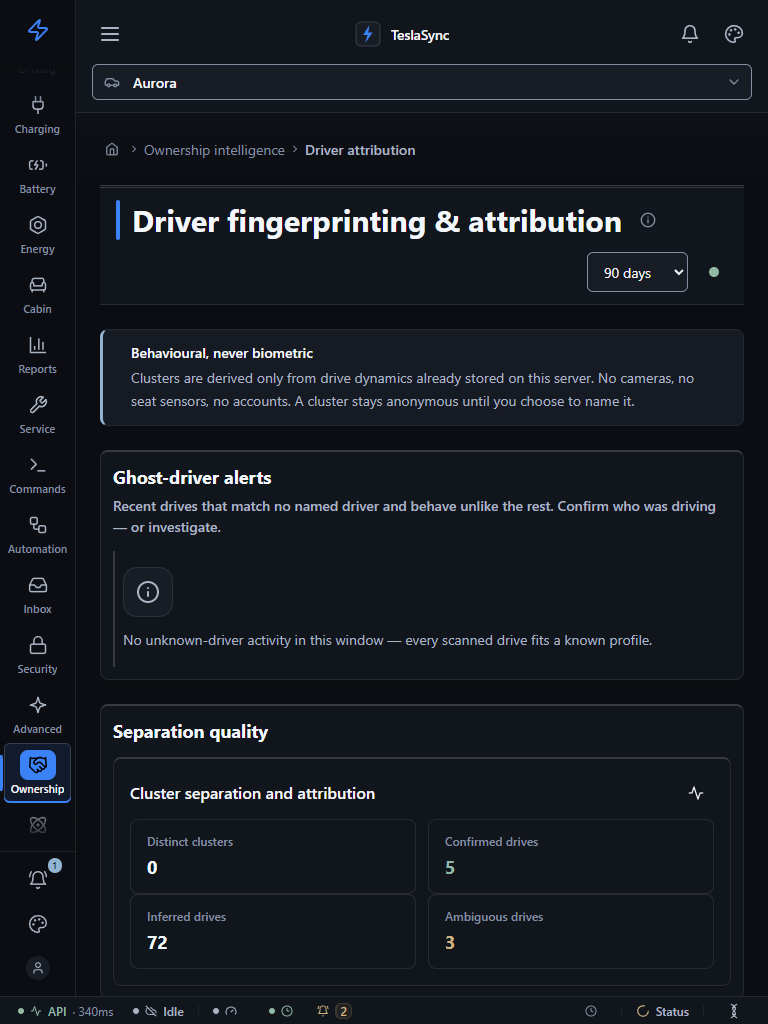 TeslaSync
Aurora
Driving
Charging
Battery
Energy
Cabin
Reports
Service
Commands
Automation
Inbox
Security
Advanced
Ownership
1
Ownership intelligence > Driver attribution
Driver fingerprinting & attribution
90 days
Behavioural, never biometric
Clusters are derived only from drive dynamics already stored on this server. No cameras, no
seat sensors, no accounts. A cluster stays anonymous until you choose to name it.
Ghost-driver alerts
Recent drives that match no named driver and behave unlike the rest. Confirm who was driving
— or investigate.
No unknown-driver activity in this window — every scanned drive fits a known profile.
Separation quality
Cluster separation and attribution
Distinct clusters
0
Confirmed drives
5
Inferred drives
72
Ambiguous drives
3
API · 340ms
Idle
2
Status